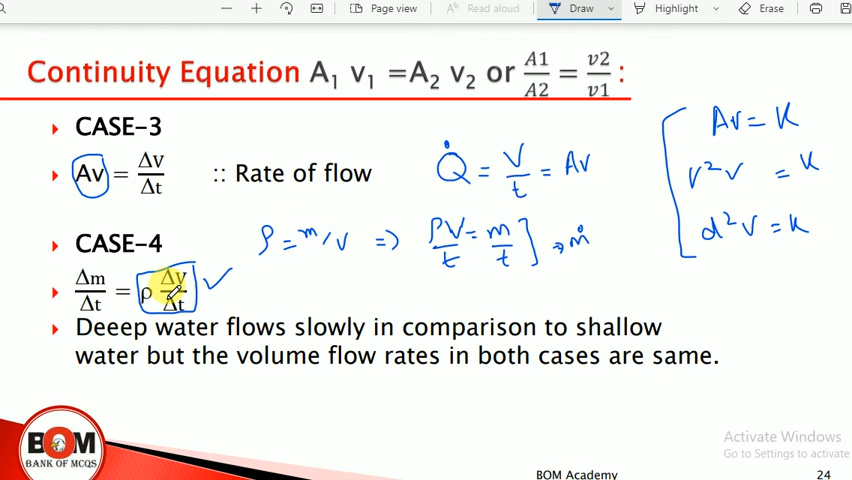 Page view
Read aloud
Draw
Highlight
Erase
Continuity Equation A₁ v₁ =A₂ v₂ or A1/A2 = v2/v1 :
CASE-3
Av = Δv/Δt :: Rate of flow
Q̇ = V/t = Av
Av = K
r²v = K
d²v = K
CASE-4
ρ = m/V => ρV/t = m/t ] → ṁ
Δm/Δt = ρ Δv/Δt ✓
Deeep water flows slowly in comparison to shallow
water but the volume flow rates in both cases are same.
BOM
BANK OF MCQS
Activate Windows
Go to Settings to activate
BOM Academy
24